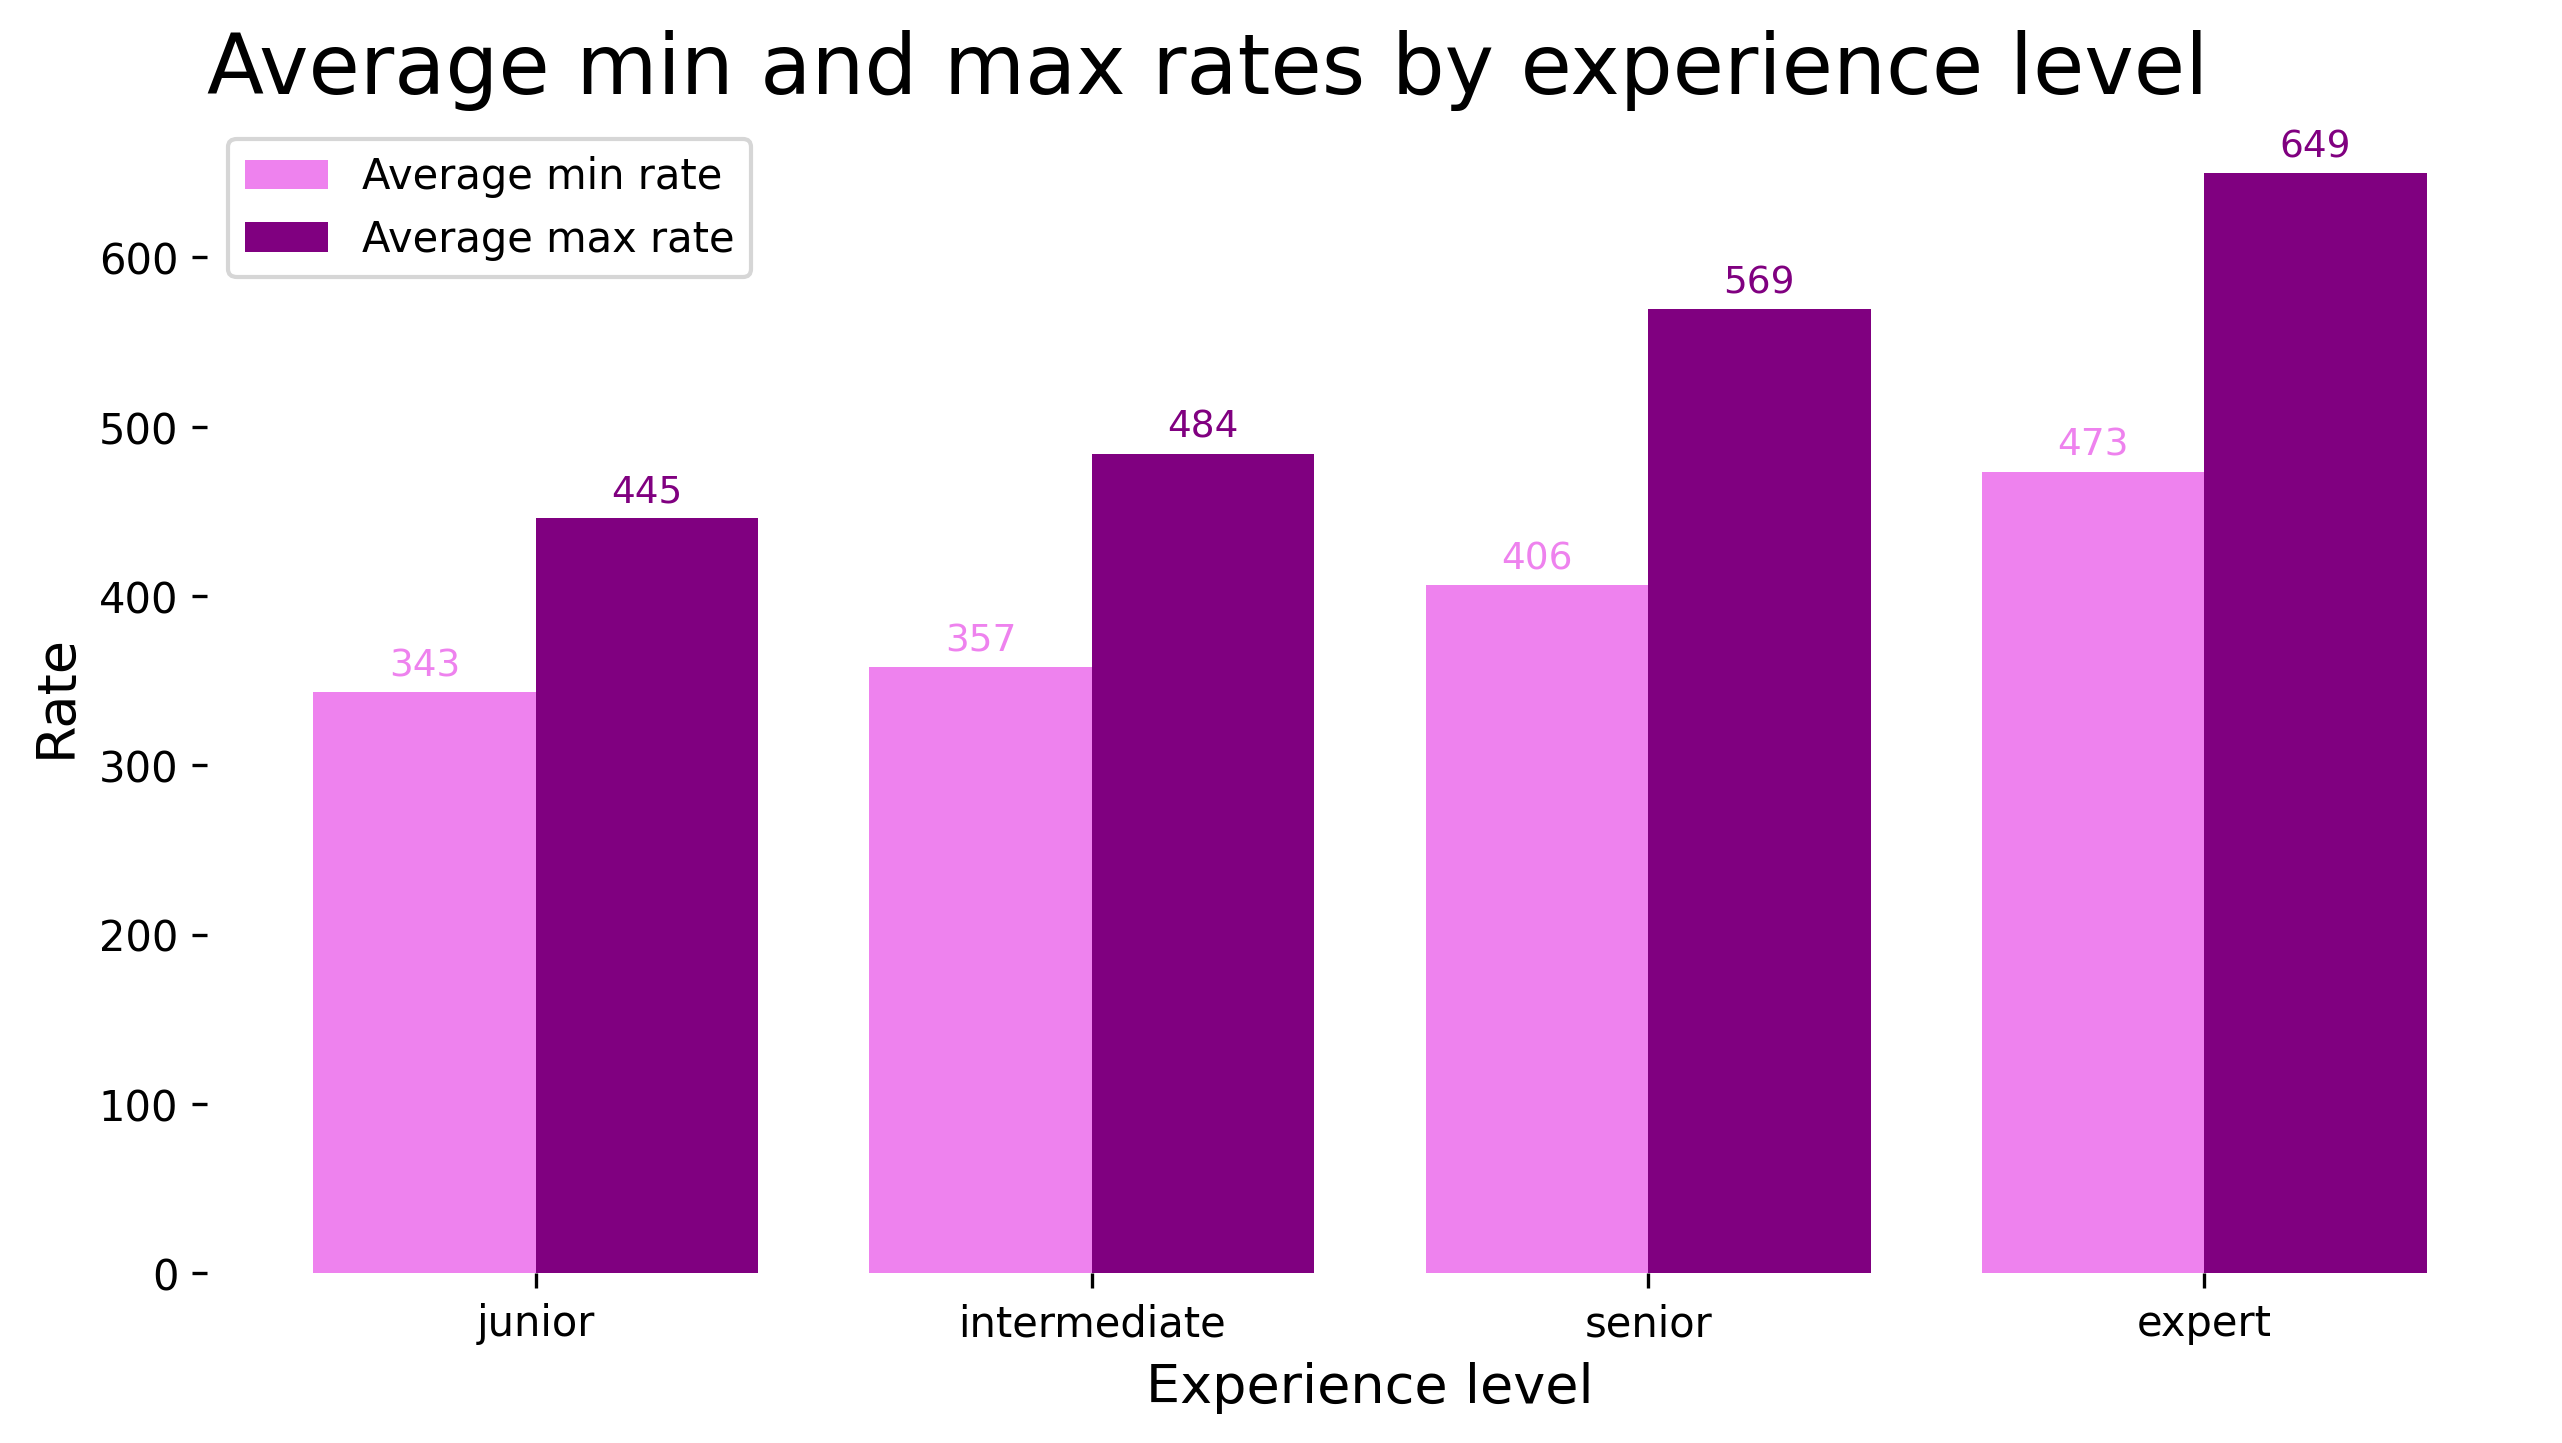 Average min and max rates by experience level
Average min rate
Average max rate
649
600
569
500
484
473
445
406
400
357
343
300
200
100
0
Rate
junior
intermediate
senior
expert
Experience level